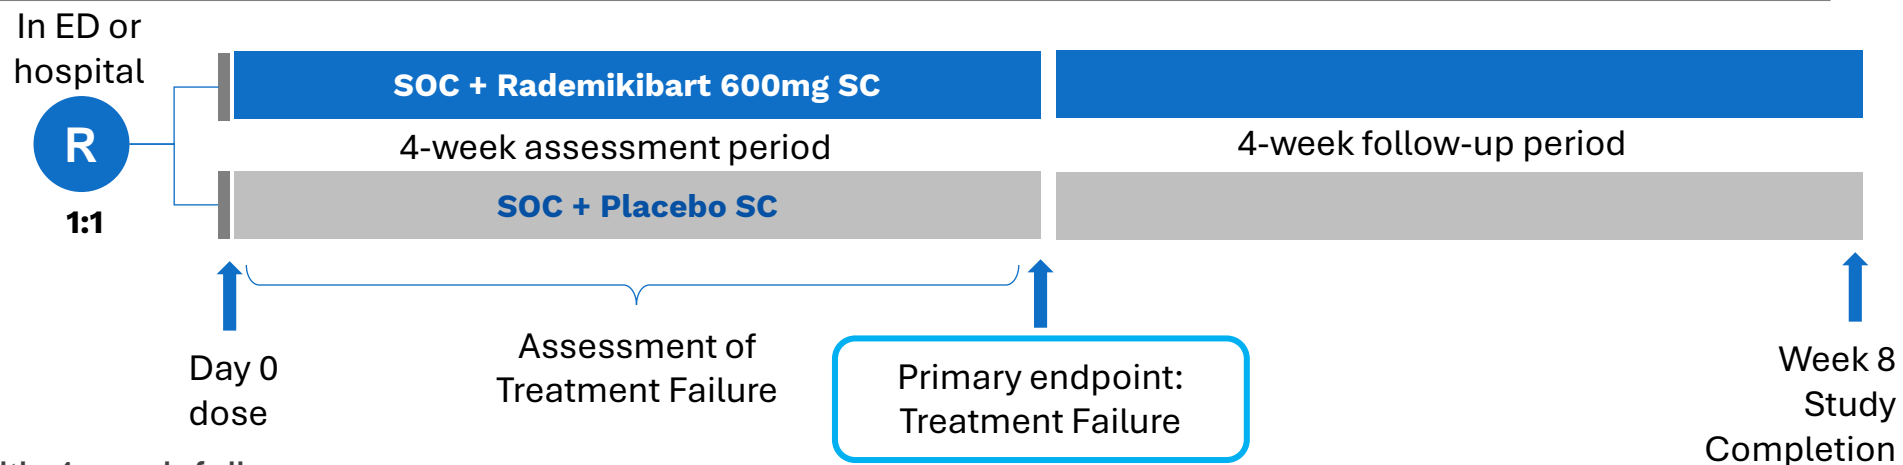 In ED or
hospital
R
1:1
SOC + Rademikibart 600mg SC
4-week assessment period
4-week follow-up period
SOC + Placebo SC
Day 0
dose
Assessment of
Treatment Failure
Primary endpoint:
Treatment Failure
Week 8
Study
Completion